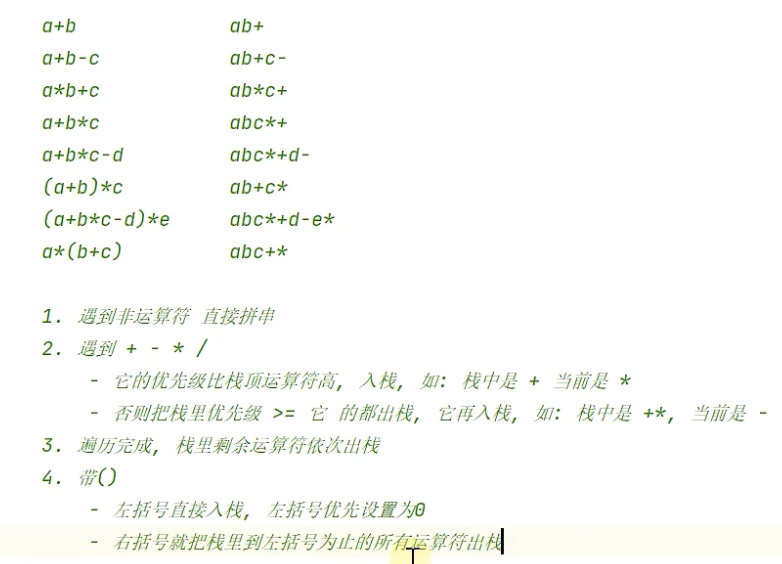 a+b ab+
a+b-c ab+c-
a*b+c ab*c+
a+b*c abc*+
a+b*c-d abc*+d-
(a+b)*c ab+c*
(a+b*c-d)*e abc*+d-e*
a*(b+c) abc+*
1. 遇到非运算符 直接拼串
2. 遇到 + - * /
- 它的优先级比栈顶运算符高, 入栈, 如: 栈中是 + 当前是 *
- 否则把栈里优先级 >= 它 的都出栈, 它再入栈, 如: 栈中是 +*, 当前是 -
3. 遍历完成, 栈里剩余运算符依次出栈
4. 带()
- 左括号直接入栈, 左括号优先设置为0
- 右括号就把栈里到左括号为止的所有运算符出栈